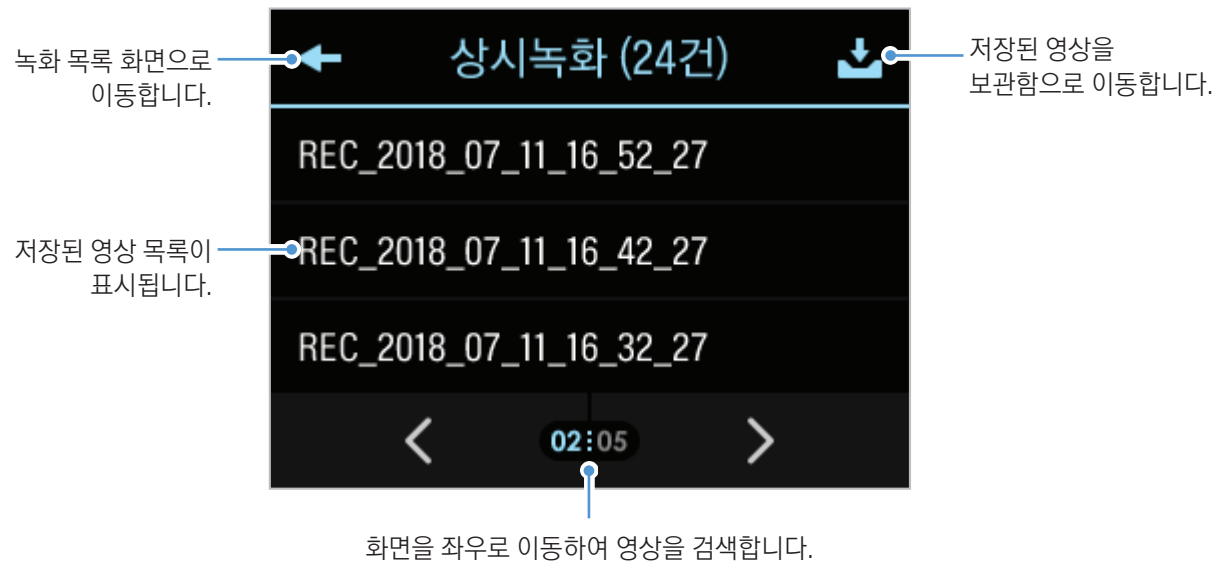 녹화 목록 화면으로
이동합니다.
상시녹화 (24건)
저장된 영상을
보관함으로 이동합니다.
REC_2018_07_11_16_52_27
저장된 영상 목록이
표시됩니다.
REC_2018_07_11_16_42_27
REC_2018_07_11_16_32_27
02⋮05
화면을 좌우로 이동하여 영상을 검색합니다.